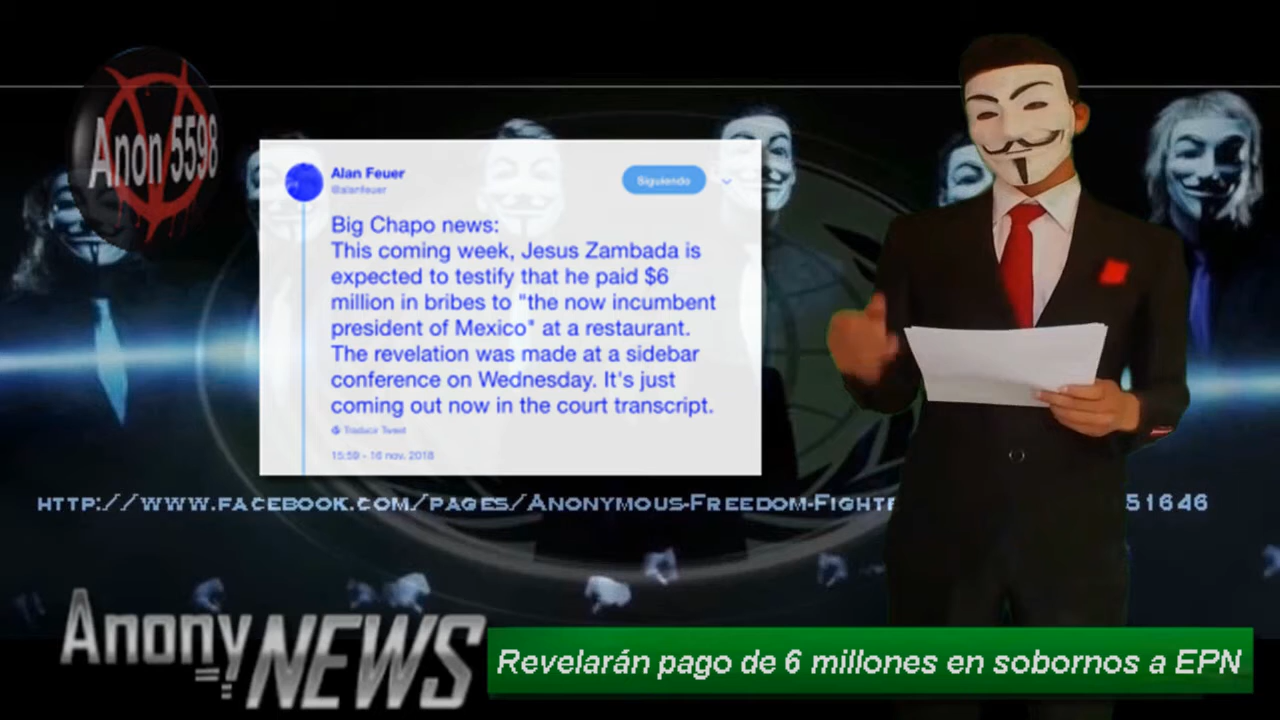 Anon 5598
Alan Feuer
@alanfeuer
Siguiendo
Big Chapo news:
This coming week, Jesus Zambada is
expected to testify that he paid $6
million in bribes to "the now incumbent
president of Mexico" at a restaurant.
The revelation was made at a sidebar
conference on Wednesday. It's just
coming out now in the court transcript.
Traducir Tweet
15:59 - 16 nov. 2018
HTTP://WWW.FACEBOOK.COM/PAGES/ANONYMOUS-FREEDOM-FIGHTE 51646
Anony
NEWS
Revelarán pago de 6 millones en sobornos a EPN